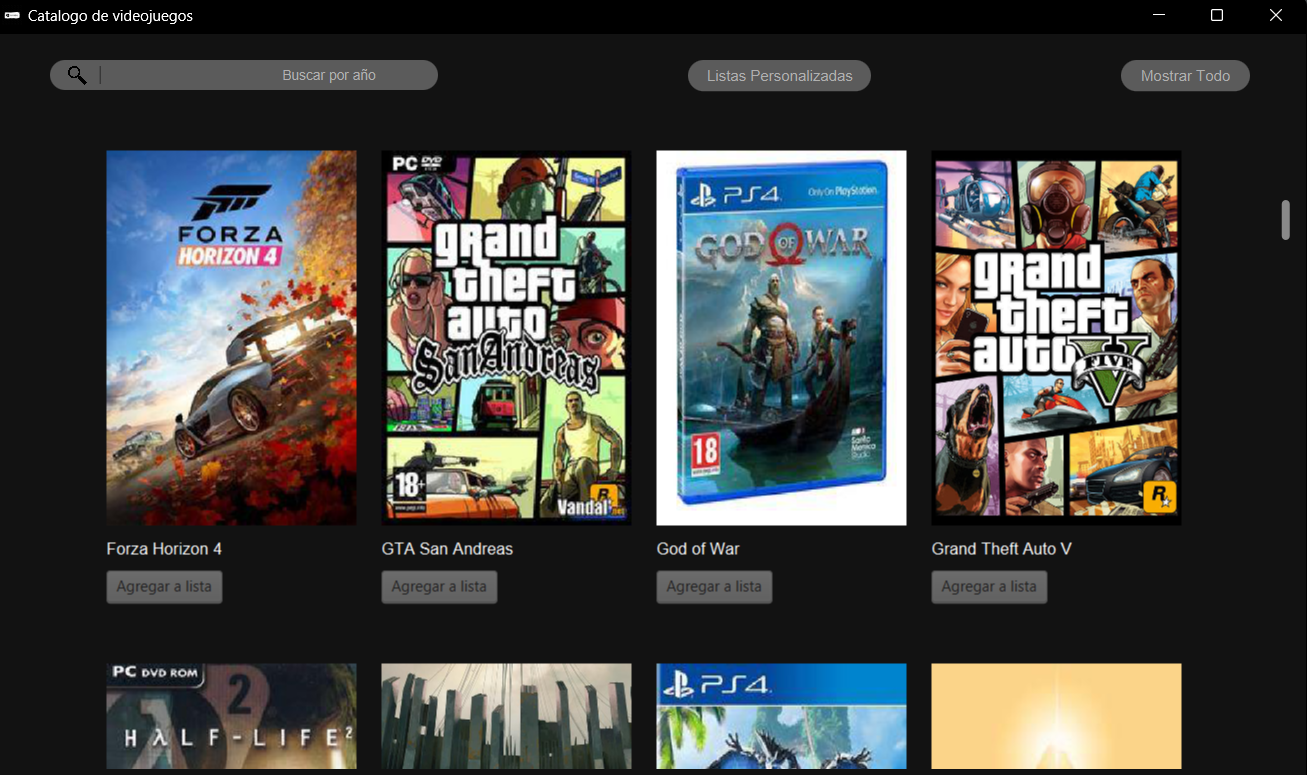 Catalogo de videojuegos
Buscar por año
Listas Personalizadas
Mostrar Todo
FORZA
HORIZON 4
PC DVD
grand
theft
auto
San Andreas
18+
R
Vandal.net
PS4
Only On PlayStation
GOD OF WAR
18
Santa
Monica
Studio
grand
theft
auto
V
FIVE
R
Forza Horizon 4
GTA San Andreas
God of War
Grand Theft Auto V
Agregar a lista
Agregar a lista
Agregar a lista
Agregar a lista
PC DVD ROM
2
HλLF-LIFE²
PS4